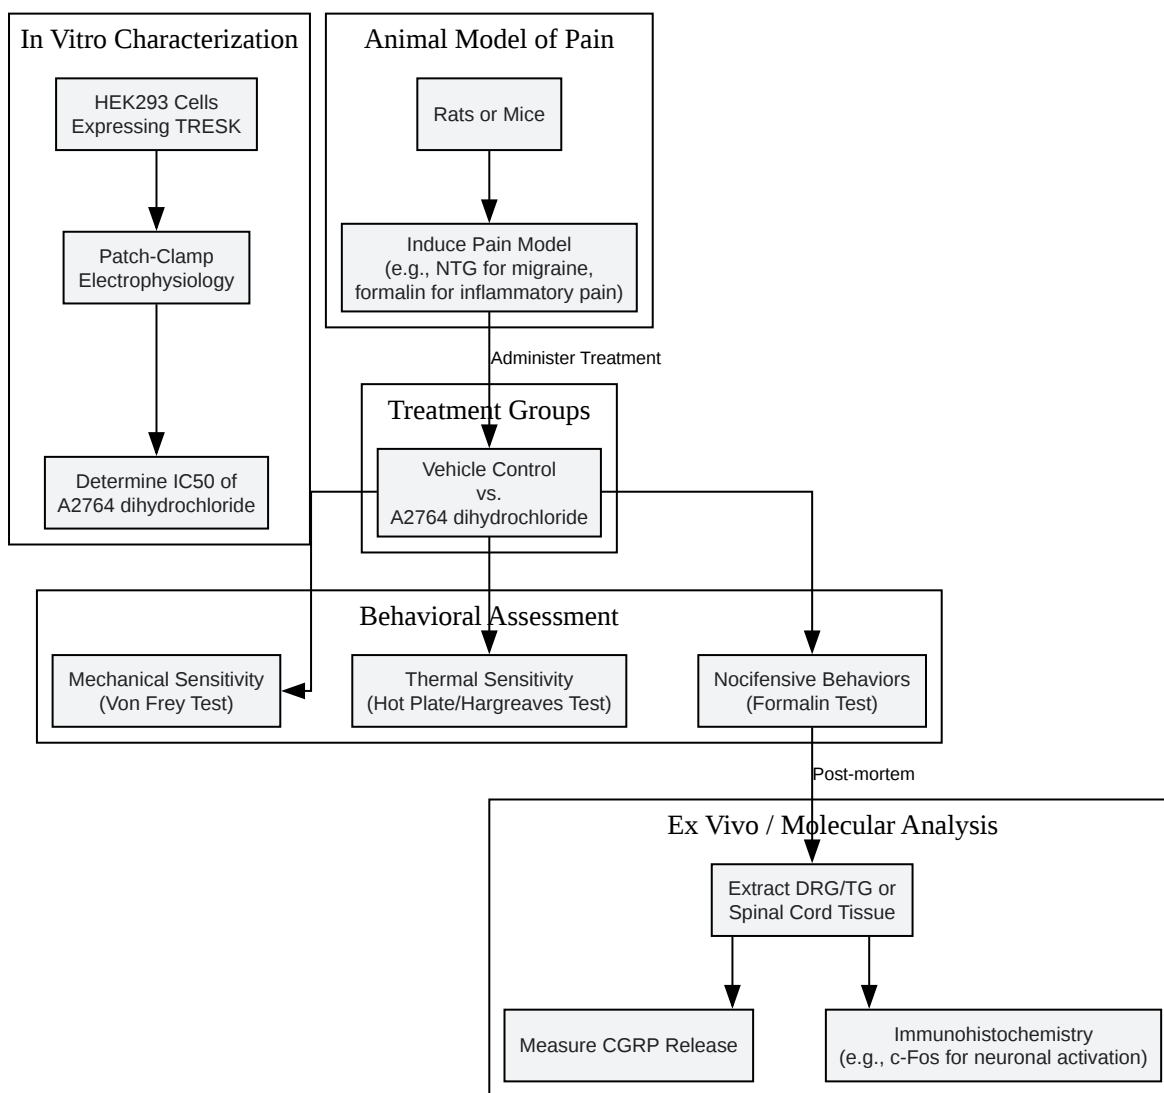 In Vitro Characterization
HEK293 Cells
Expressing TRESK
Patch-Clamp
Electrophysiology
Determine IC50 of
A2764 dihydrochloride
Animal Model of Pain
Rats or Mice
Induce Pain Model
(e.g., NTG for migraine,
formalin for inflammatory pain)
Administer Treatment
Treatment Groups
Vehicle Control
vs.
A2764 dihydrochloride
Behavioral Assessment
Mechanical Sensitivity
(Von Frey Test)
Thermal Sensitivity
(Hot Plate/Hargreaves Test)
Nocifensive Behaviors
(Formalin Test)
Post-mortem
Ex Vivo / Molecular Analysis
Extract DRG/TG or
Spinal Cord Tissue
Measure CGRP Release
Immunohistochemistry
(e.g., c-Fos for neuronal activation)